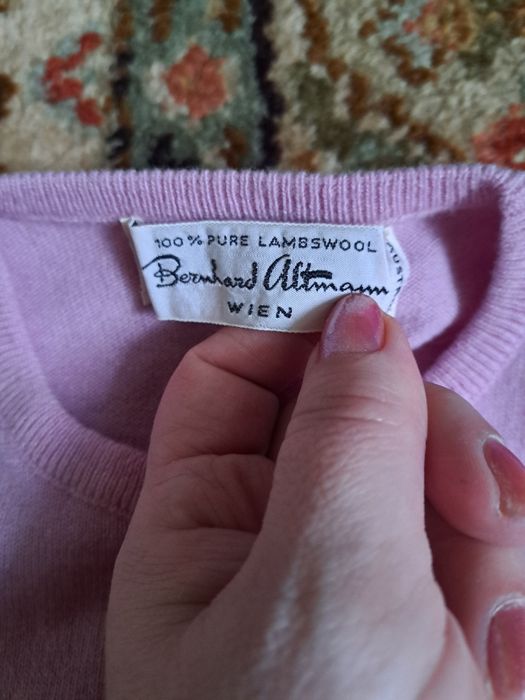 100% PURE LAMBSWOOL
Bernhard Altmann
WIEN